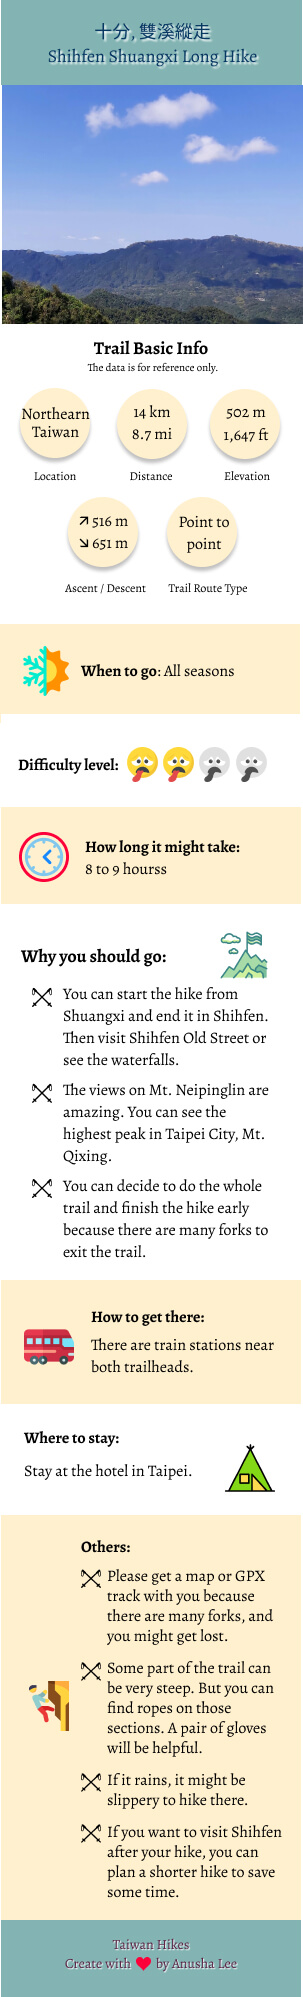 十分, 雙溪縱走
Shihfen Shuangxi Long Hike
Trail Basic Info
The data is for reference only.
Northearn
Taiwan
Location
14 km
8.7 mi
Distance
502 m
1,647 ft
Elevation
516 m
651 m
Ascent / Descent
Point to
point
Trail Route Type
When to go: All seasons
Difficulty level:
How long it might take:
8 to 9 hourss
Why you should go:
You can start the hike from
Shuangxi and end it in Shifen.
Then visit Shihfen Old Street or
see the waterfalls.
The views on Mt. Neipinglin are
amazing. You can see the
highest peak in Taipei City, Mt.
Qixing.
You can decide to do the whole
trail and finish the hike early
because there are many forks to
exit the trail.
How to get there:
There are train stations near
both trailheads.
Where to stay:
Stay at the hotel in Taipei.
Others:
Please get a map or GPX
track with you because
there are many forks, and
you might get lost.
Some part of the trail can
be very steep. But you can
find ropes on those
sections. A pair of gloves
will be helpful.
If it rains, it might be
slippery to hike there.
If you want to visit Shihfen
after your hike, you can
plan a shorter hike to save
some time.
Taiwan Hikes
Create with ❤ by Anusha Lee